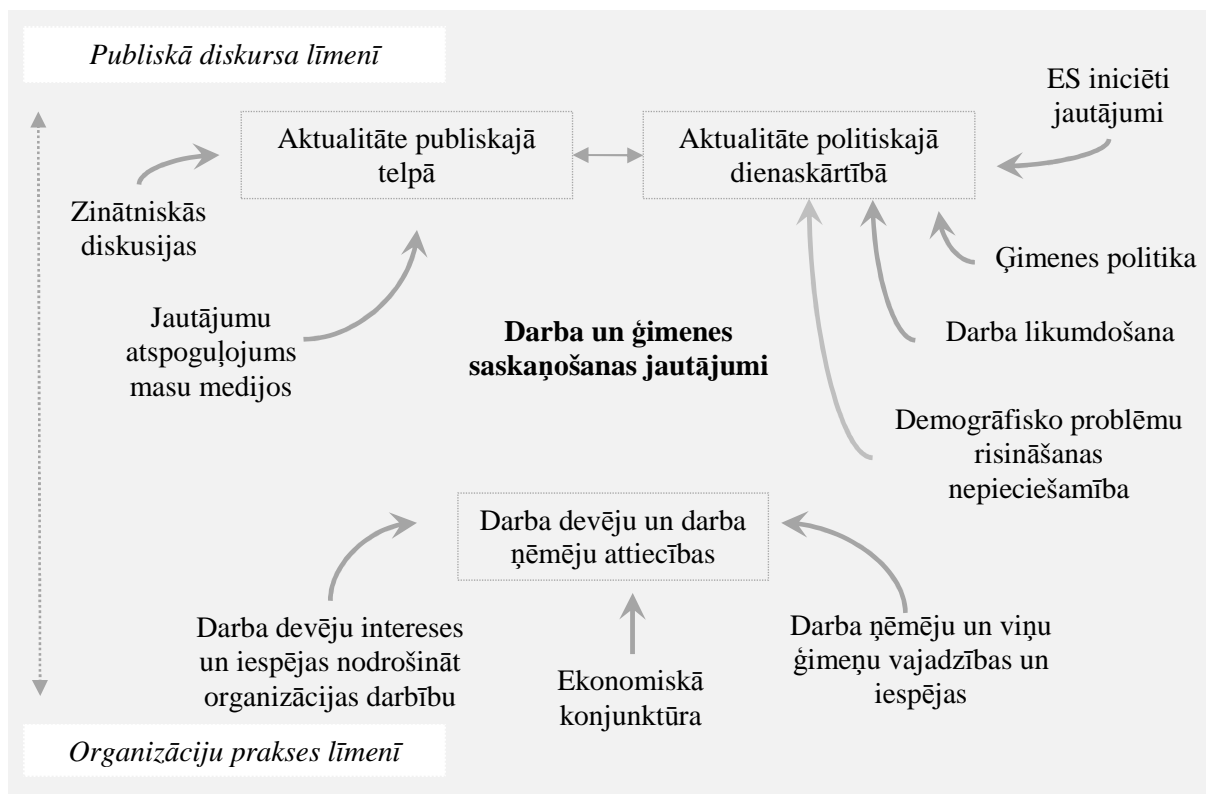 Publiskā diskursa līmenī
ES iniciēti
jautājumi
Aktualitāte publiskajā
telpā
Aktualitāte politiskajā
dienaskārtībā
Zinātniskās
diskusijas
Ģimenes politika
Jautājumu
atspoguļojums
masu medijos
Darba un ģimenes
saskaņošanas jautājumi
Darba likumdošana
Demogrāfisko problēmu
risināšanas
nepieciešamība
Darba devēju un darba
ņēmēju attiecības
Darba devēju intereses
un iespējas nodrošināt
organizācijas darbību
Ekonomiskā
konjunktūra
Darba ņēmēju un viņu
ģimeņu vajadzības un
iespējas
Organizāciju prakses līmenī